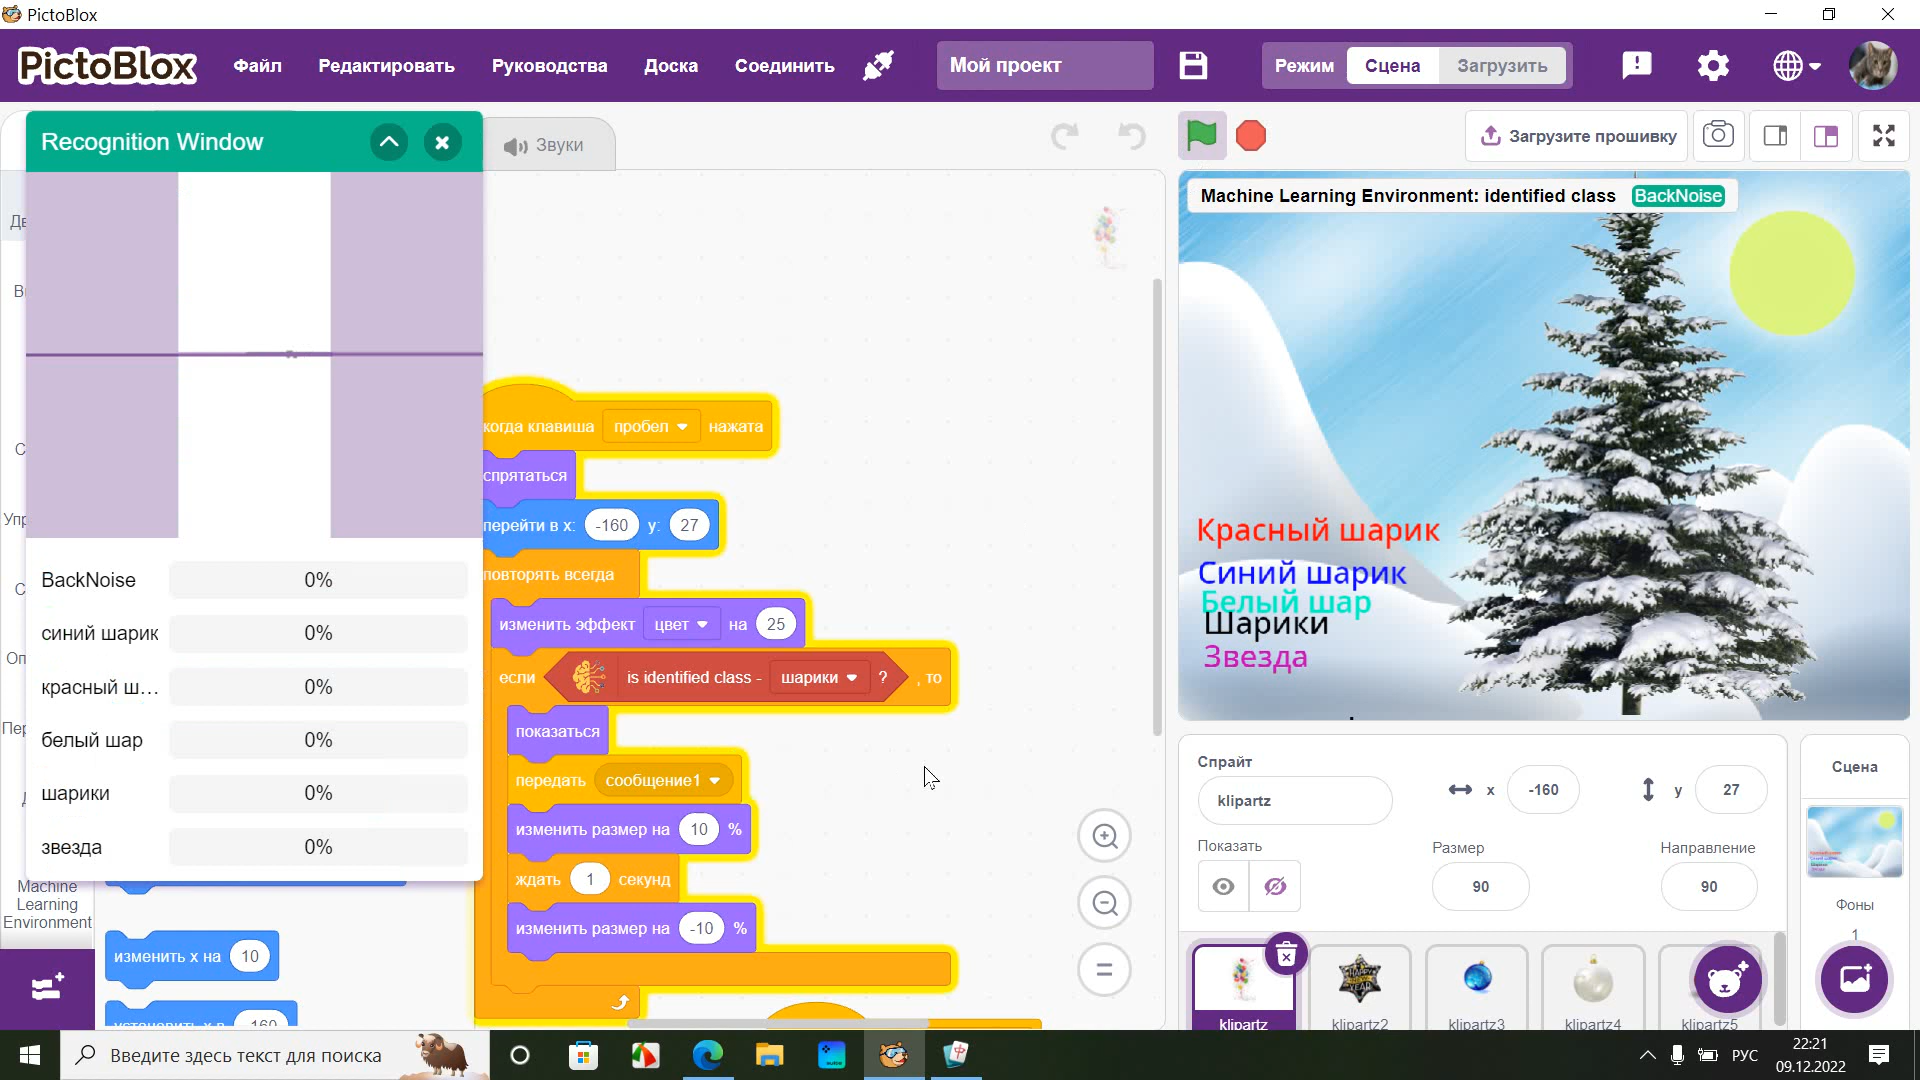 PictoBlox
PictoBlox
Файл
Редактировать
Руководства
Доска
Соединить
Мой проект
Режим
Сцена
Загрузить
Recognition Window
Звуки
Загрузите прошивку
Machine Learning Environment: identified class BackNoise
когда клавиша пробел нажата
спрятаться
перейти в x: -160 y: 27
повторять всегда
изменить эффект цвет на 25
если is identified class - шарики ? , то
показаться
передать сообщение1
изменить размер на 10 %
ждать 1 секунд
изменить размер на -10 %
BackNoise 0%
синий шарик 0%
красный ш... 0%
белый шар 0%
шарики 0%
звезда 0%
Machine
Learning
Environment
изменить x на 10
установить x в -160
Красный шарик
Синий шарик
Белый шар
Шарики
Звезда
Спрайт
klipartz
x -160
y 27
Показать
Размер
90
Направление
90
Сцена
Фоны
1
klipartz
klipartz2
klipartz3
klipartz4
klipartz5
Введите здесь текст для поиска
РУС
22:21
09.12.2022